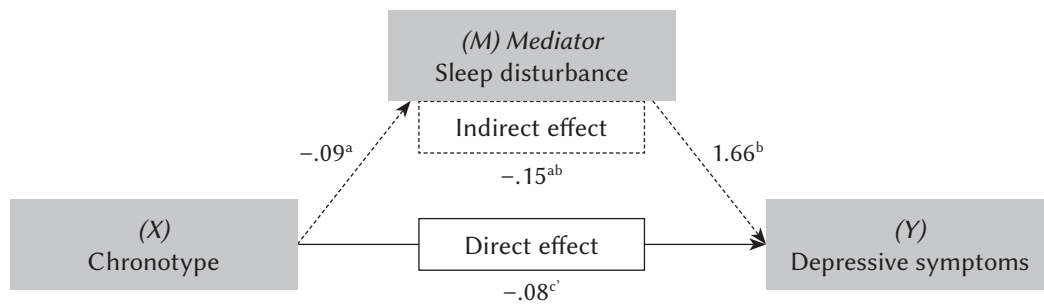 (M) Mediator
Sleep disturbance
Indirect effect
−.09ᵃ
1.66ᵇ
−.15ᵃᵇ
(X)
Chronotype
Direct effect
(Y)
Depressive symptoms
−.08ᶜ’